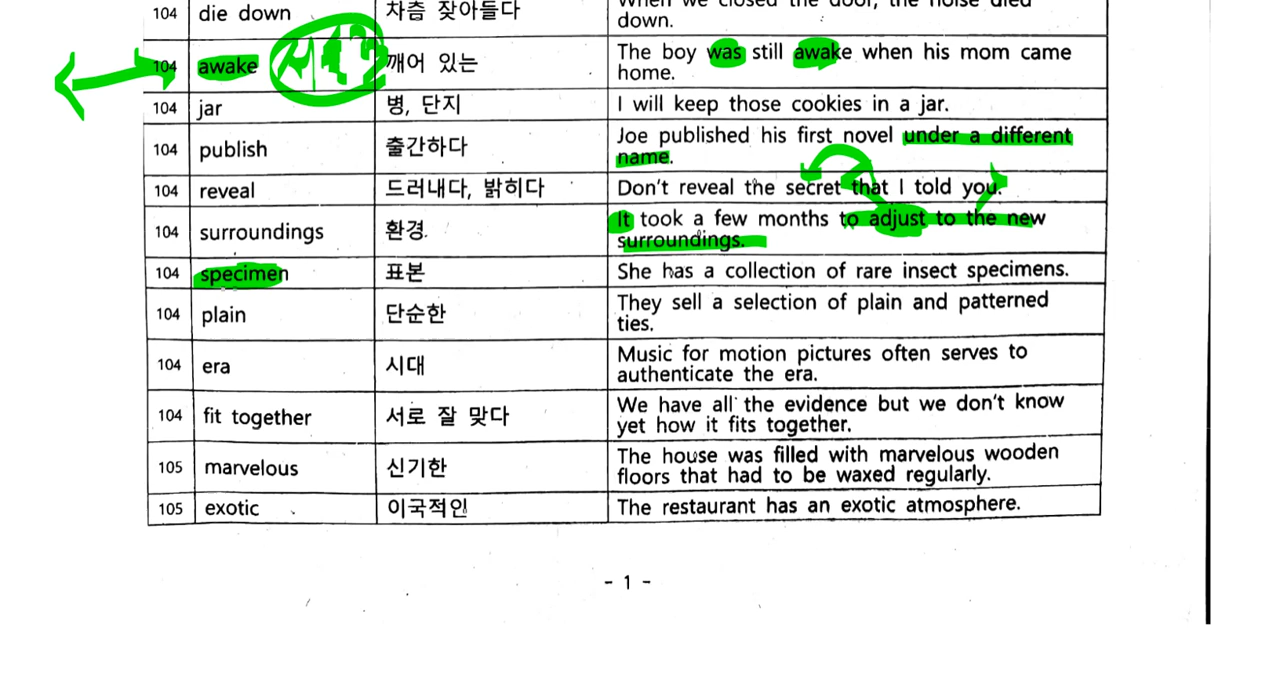 104 die down 차츰 잦아들다 When we closed the door, the noise died
down.
104 awake 서술 깨어 있는 The boy was still awake when his mom came
home.
104 jar 병, 단지 I will keep those cookies in a jar.
104 publish 출간하다 Joe published his first novel under a different
name.
104 reveal 드러내다, 밝히다 Don't reveal the secret that I told you.
104 surroundings 환경 It took a few months to adjust to the new
surroundings.
104 specimen 표본 She has a collection of rare insect specimens.
104 plain 단순한 They sell a selection of plain and patterned
ties.
104 era 시대 Music for motion pictures often serves to
authenticate the era.
104 fit together 서로 잘 맞다 We have all the evidence but we don't know
yet how it fits together.
105 marvelous 신기한 The house was filled with marvelous wooden
floors that had to be waxed regularly.
105 exotic 이국적인 The restaurant has an exotic atmosphere.
- 1 -